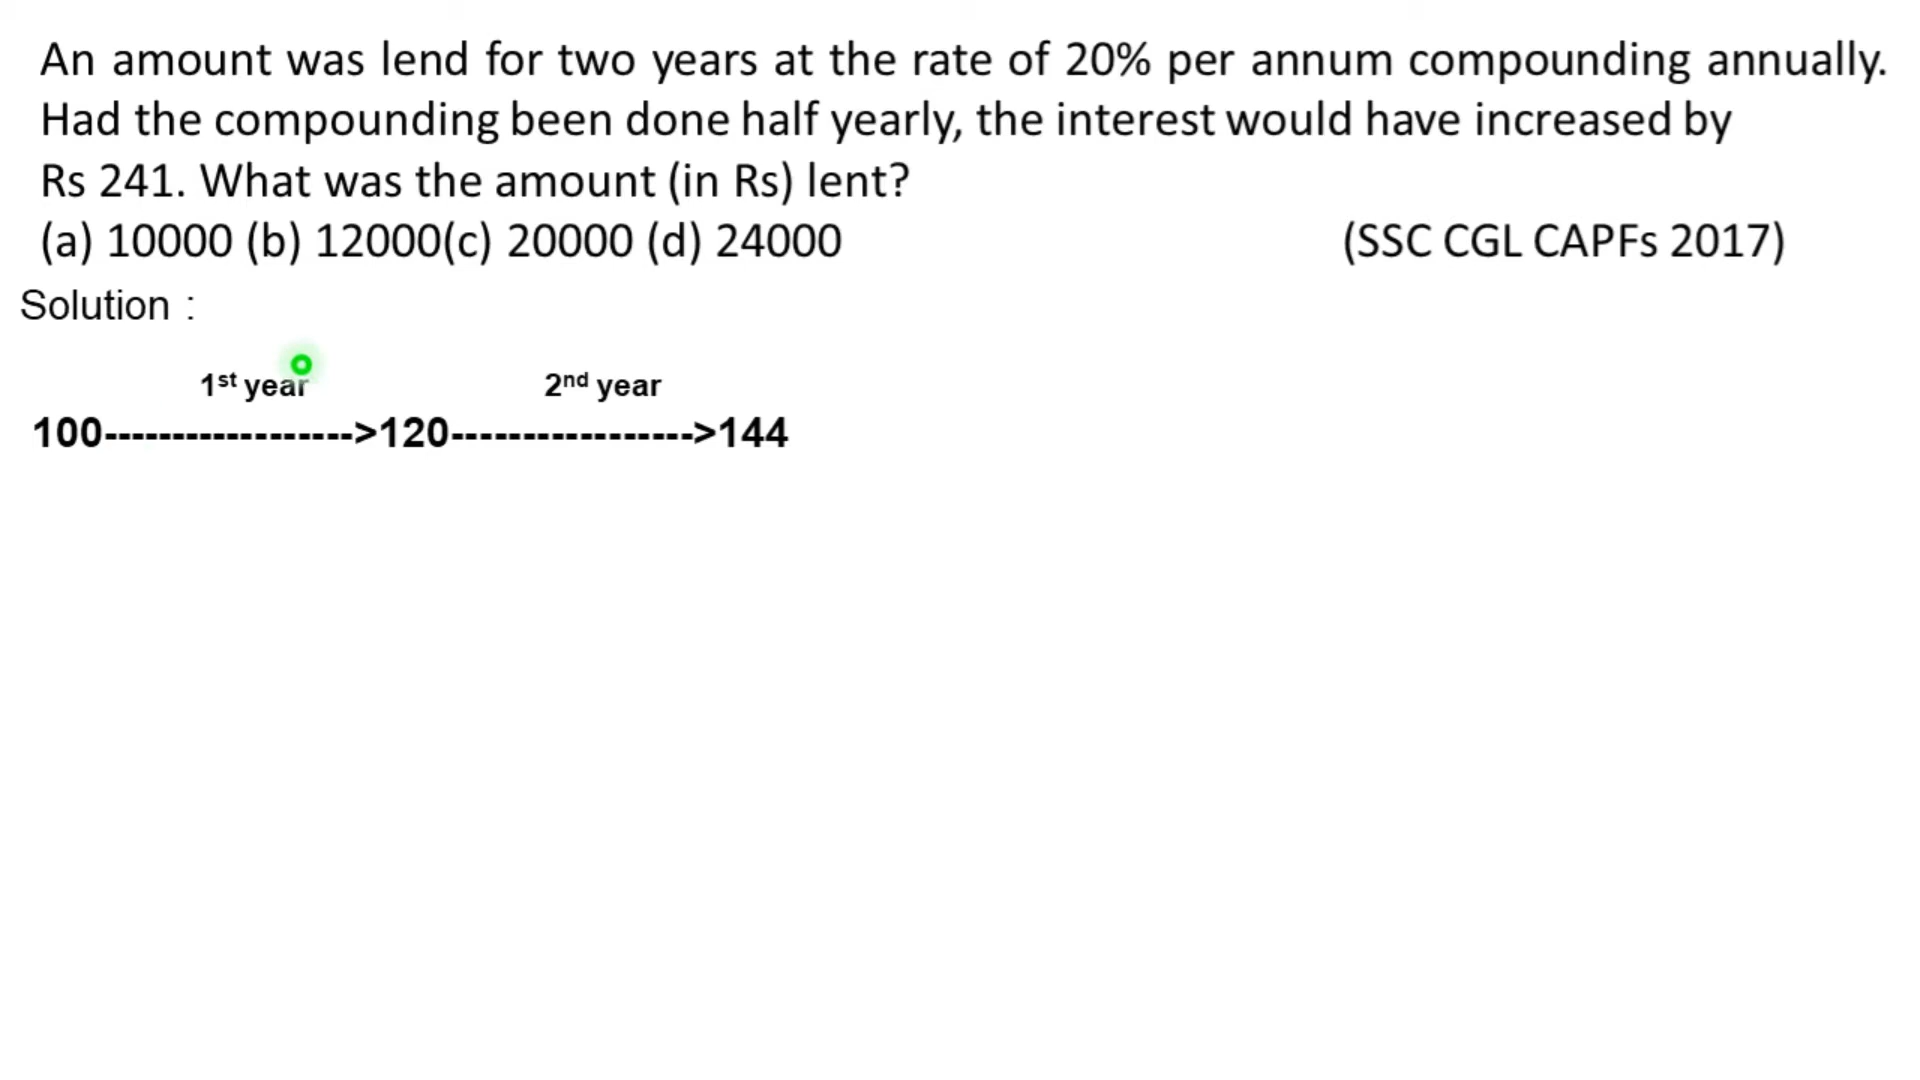 An amount was lend for two years at the rate of 20% per annum compounding annually.
Had the compounding been done half yearly, the interest would have increased by
Rs 241. What was the amount (in Rs) lent?
(a) 10000 (b) 12000(c) 20000 (d) 24000 (SSC CGL CAPFs 2017)
Solution :
1st year 2nd year
100------------------>120----------------->144